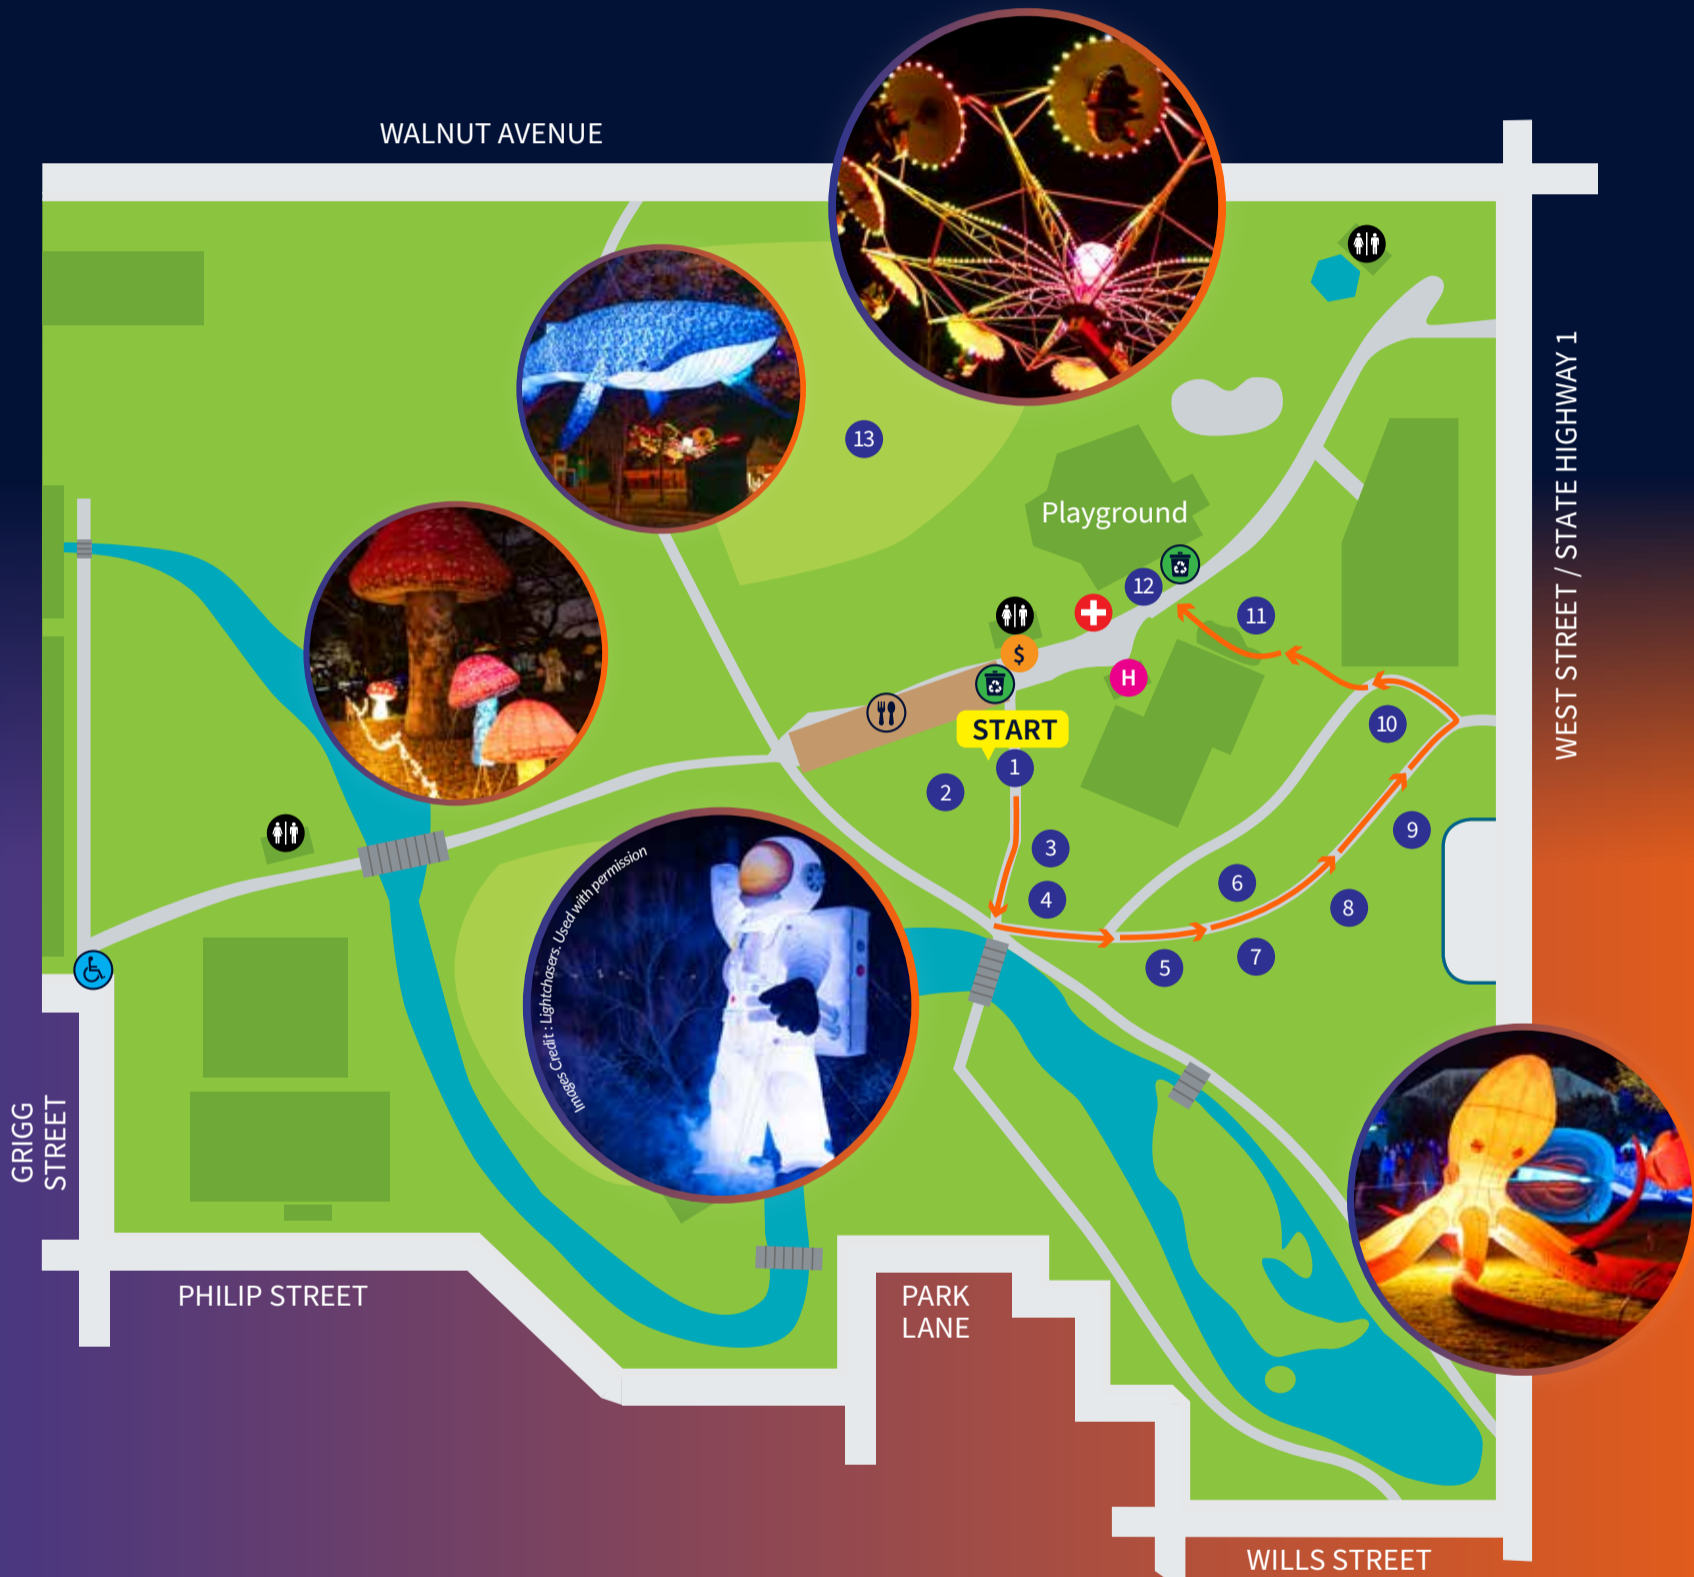 WALNUT AVENUE
WEST STREET / STATE HIGHWAY 1
13
Playground
12
11
$
H
START
1
2
10
3
9
4
6
8
5
7
Images Credit : Lightchasers. Used with permission
GRIGG
STREET
PHILIP STREET
PARK
LANE
WILLS STREET